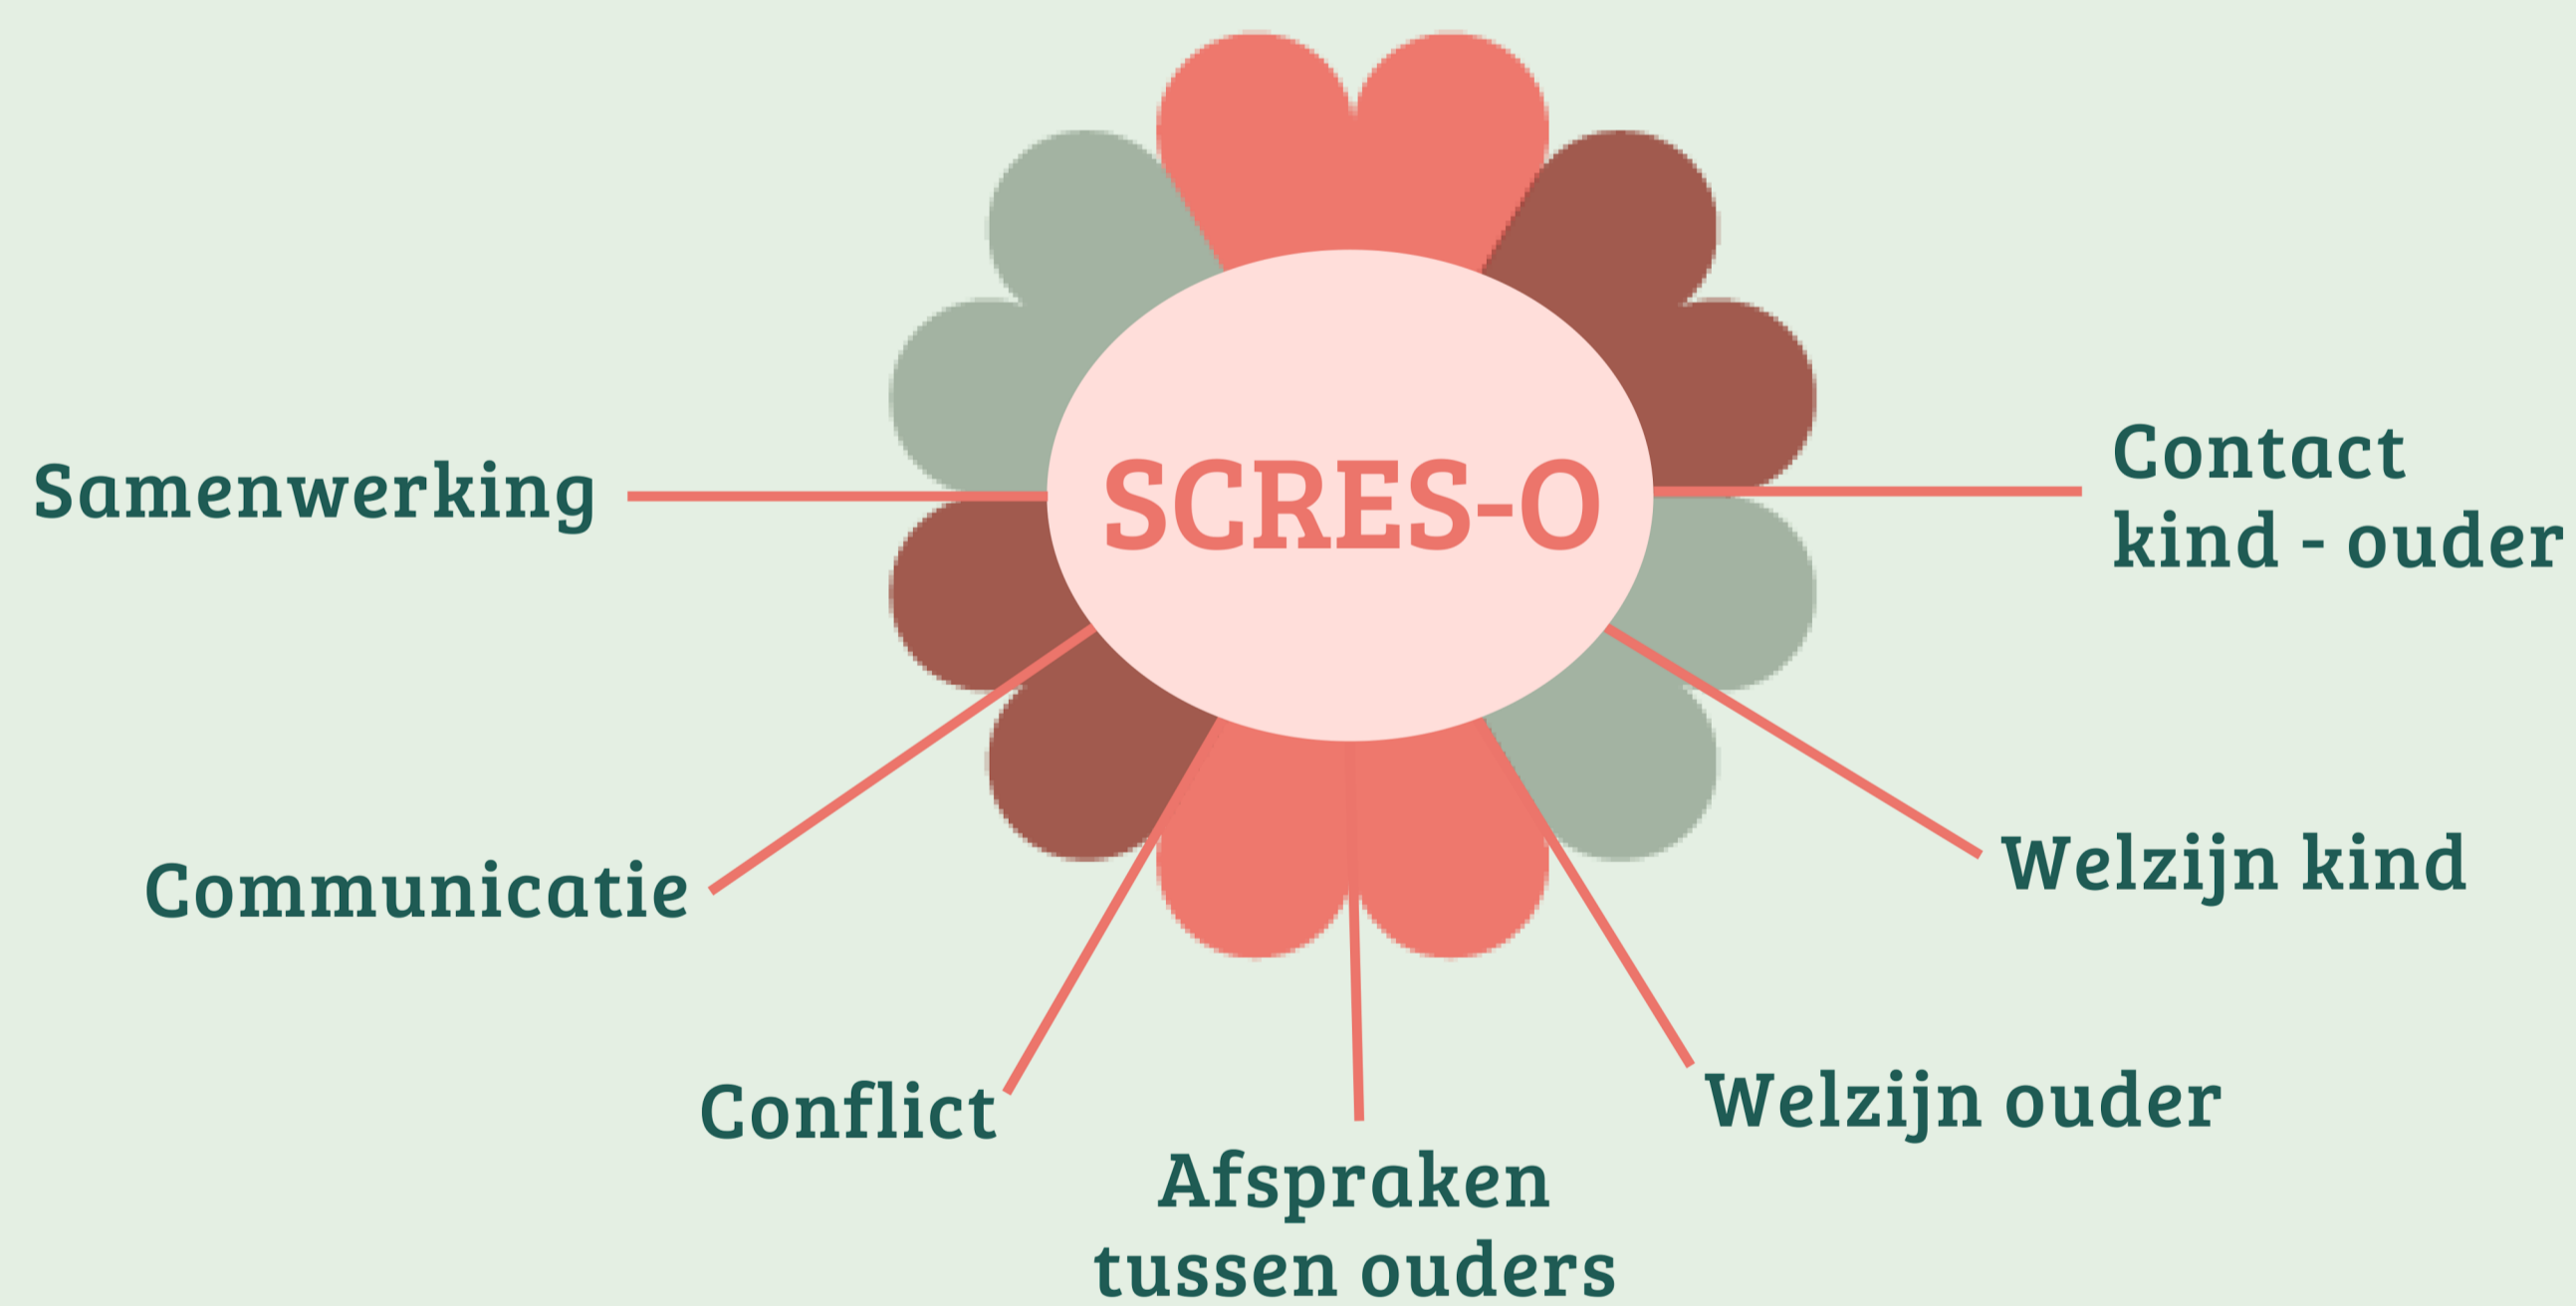 SCRES-O
Samenwerking
Contact
kind - ouder
Communicatie
Welzijn kind
Conflict
Welzijn ouder
Afspraken
tussen ouders